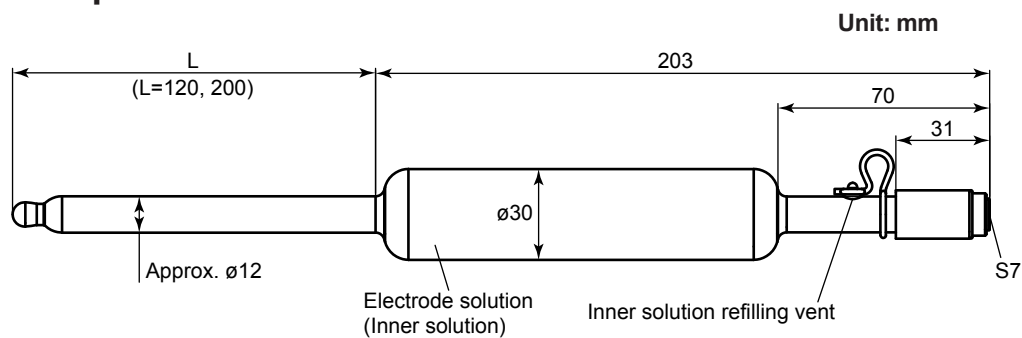 Unit: mm
L
(L=120, 200)
203
70
31
ø30
Approx. ø12
S7
Electrode solution
(Inner solution)
Inner solution refilling vent